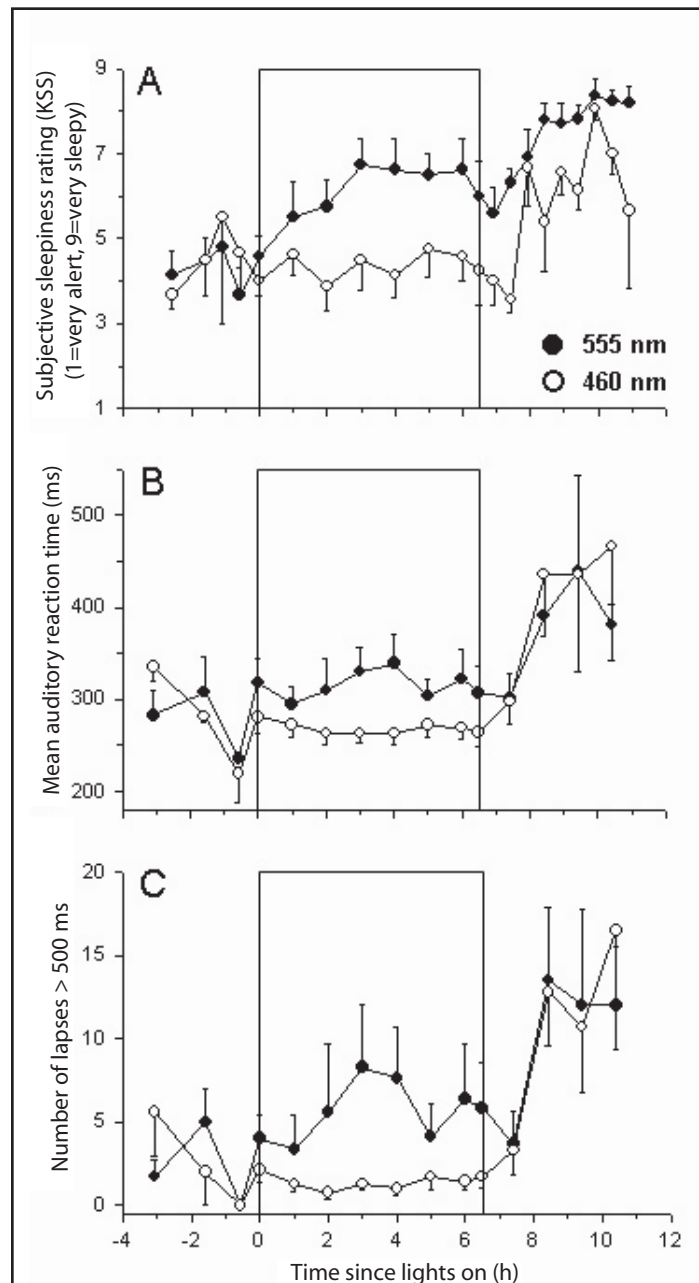 Subjective sleepiness rating (KSS)
(1=very alert, 9=very sleepy)
A
9
7
5
3
1
555 nm
460 nm
Mean auditory reaction time (ms)
B
500
400
300
200
Number of lapses > 500 ms
C
20
15
10
5
0
-4
-2
0
2
4
6
8
10
12
Time since lights on (h)